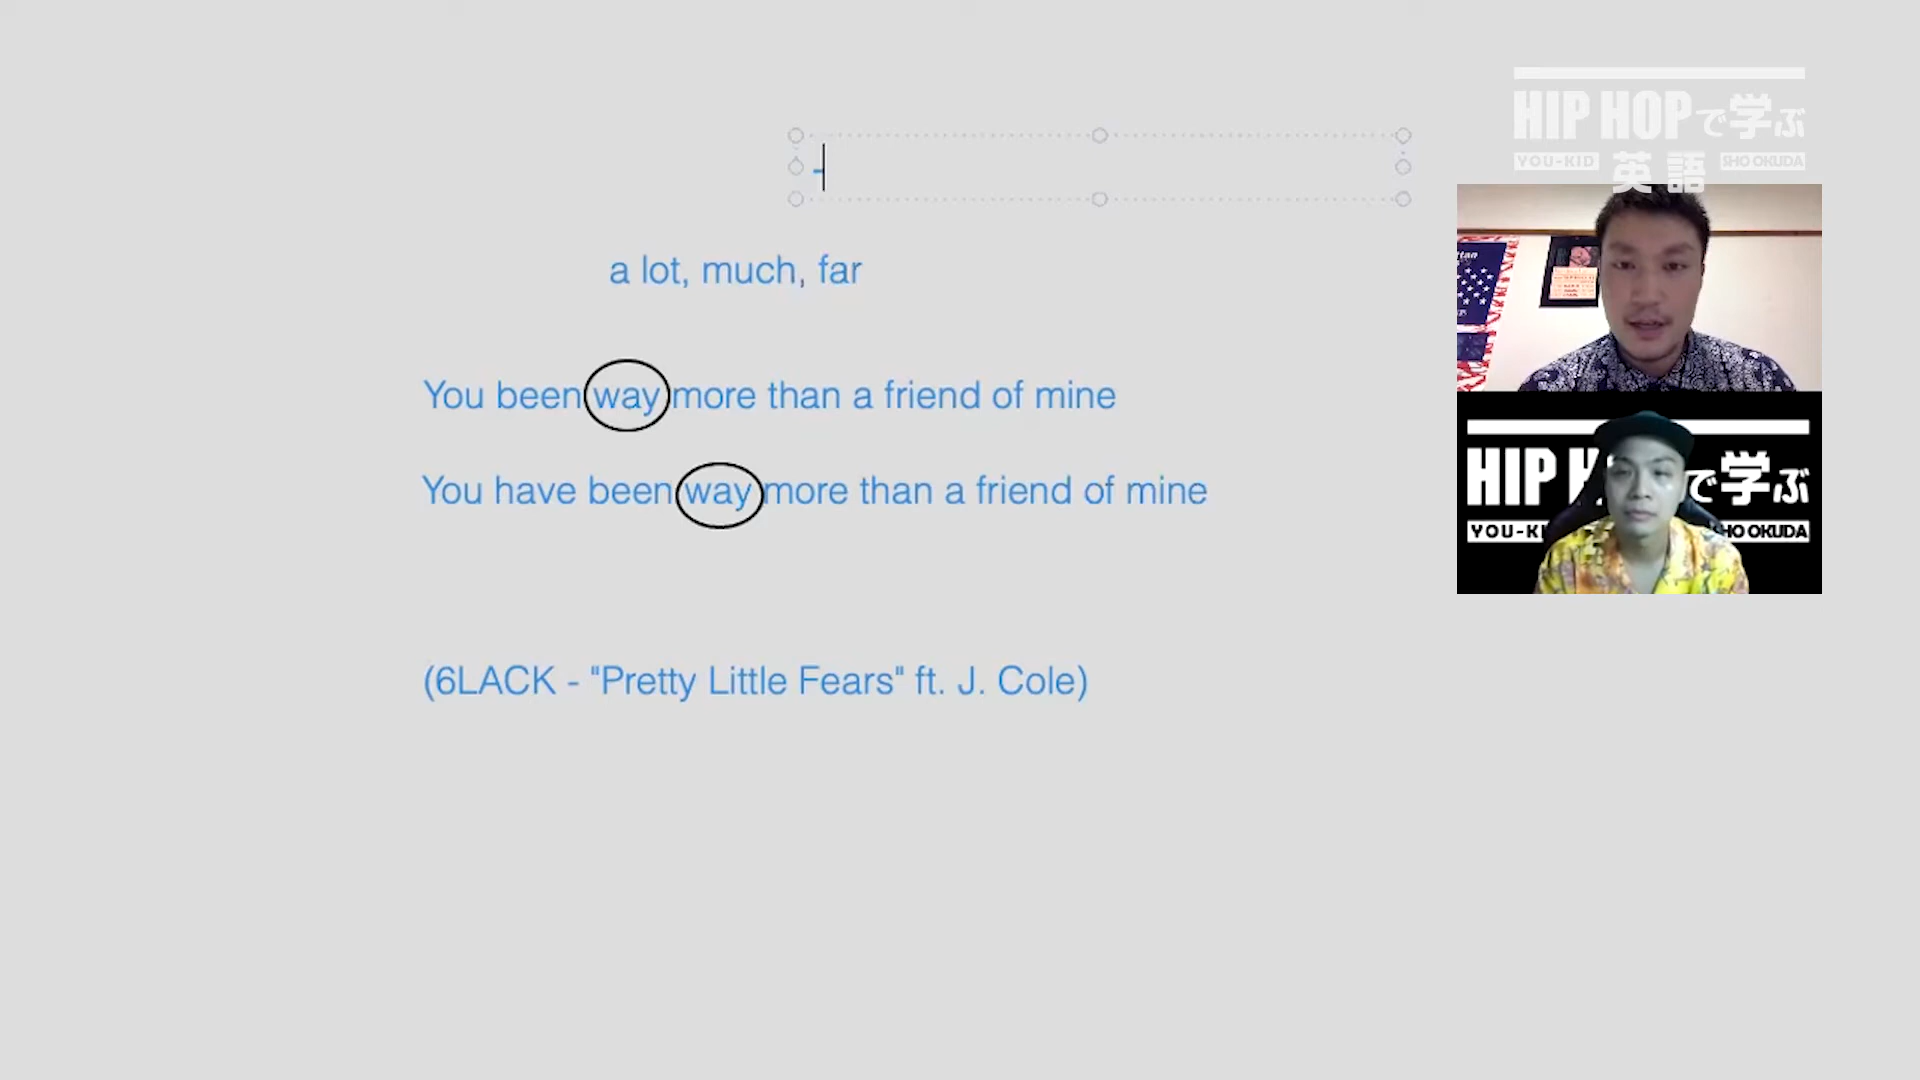 HIP HOPで学ぶ
YOU-KID 英語 SHO OKUDA
-
a lot, much, far
You been way more than a friend of mine
You have been way more than a friend of mine
(6LACK - "Pretty Little Fears" ft. J. Cole)
HIP H で学ぶ
YOU-KI HO OKUDA